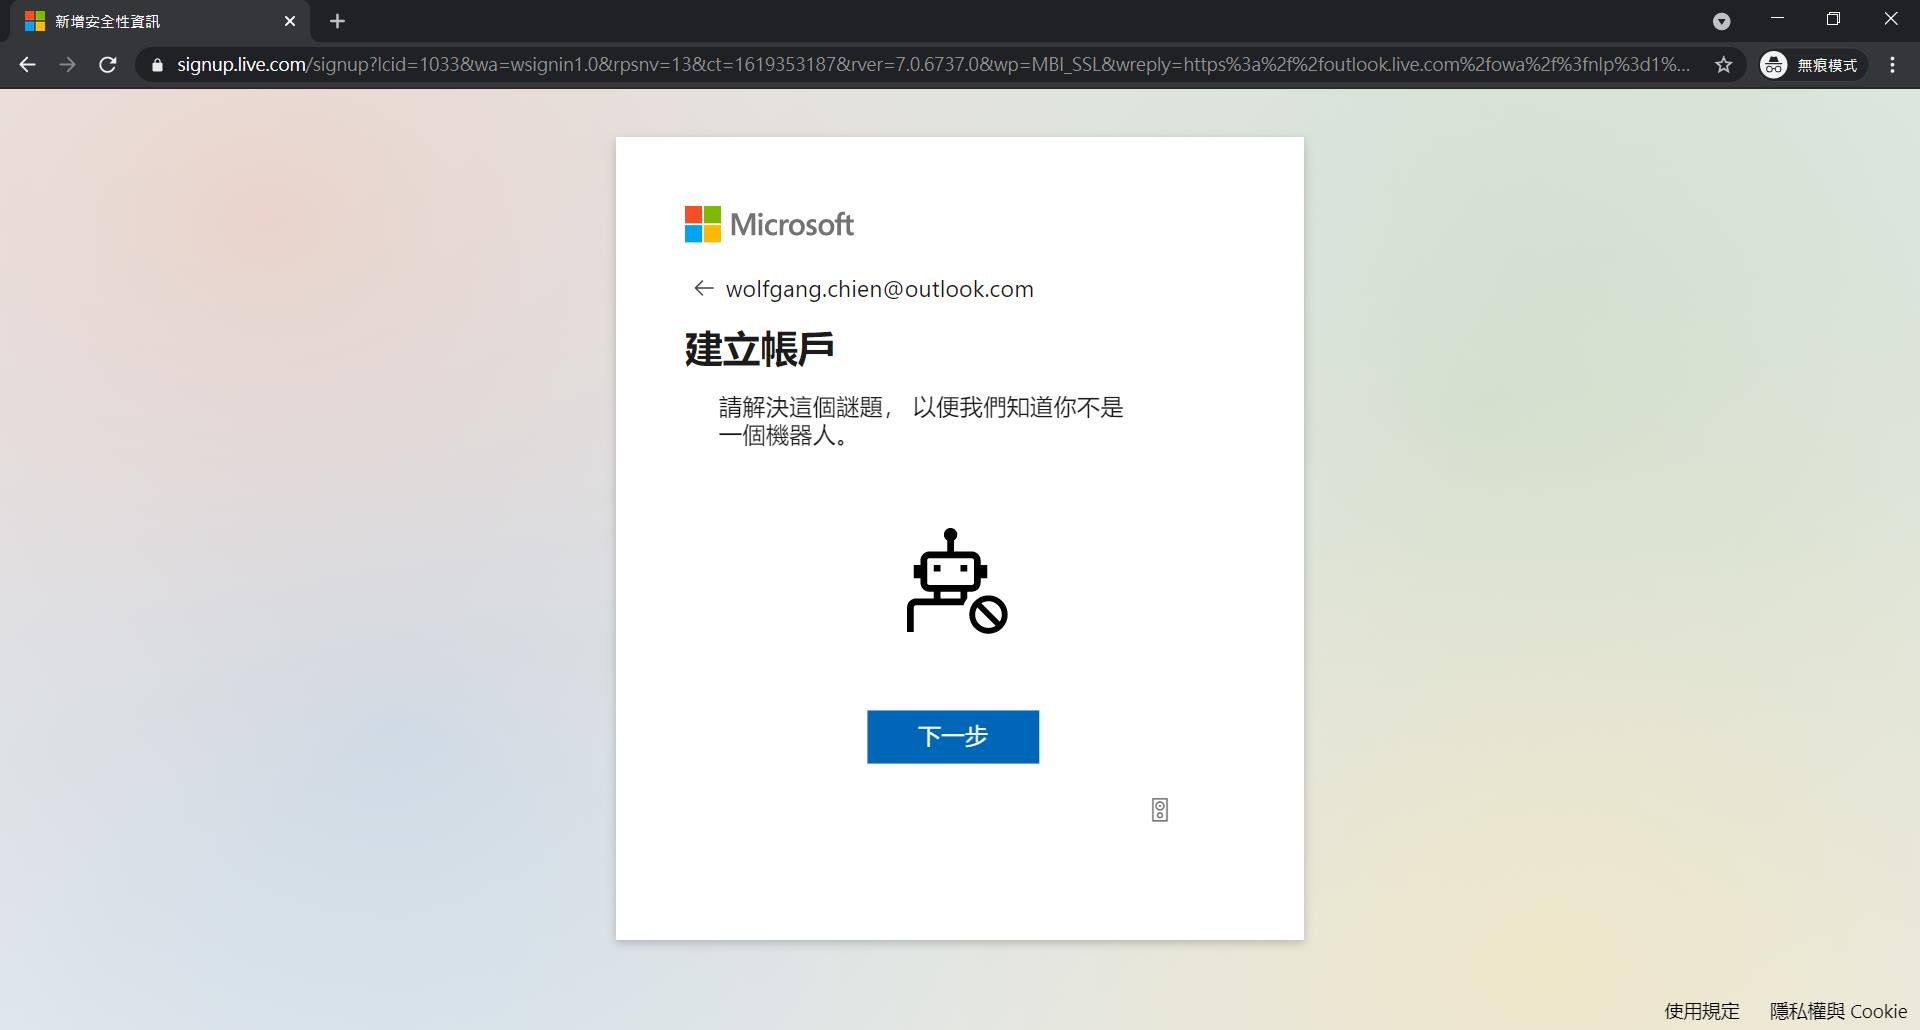 新增安全性資訊
signup.live.com/signup?lcid=1033&wa=wsignin1.0&rpsnv=13&ct=1619353187&rver=7.0.6737.0&wp=MBI_SSL&wreply=https%3a%2f%2foutlook.live.com%2fowa%2f%3fnlp%3d1%...
無痕模式
Microsoft
wolfgang.chien@outlook.com
建立帳戶
請解決這個謎題， 以便我們知道你不是
一個機器人。
下一步
使用規定 隱私權與 Cookie